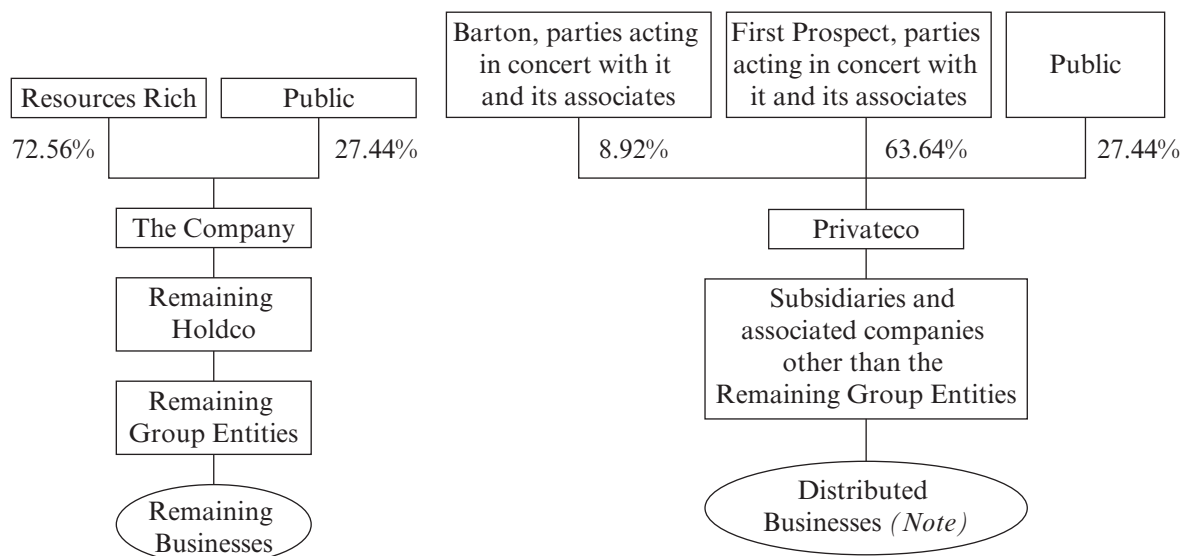 Resources Rich
Public
72.56%
27.44%
The Company
Remaining
Holdco
Remaining
Group Entities
Remaining
Businesses
Barton, parties acting
in concert with it
and its associates
First Prospect, parties
acting in concert with
it and its associates
Public
8.92%
63.64%
27.44%
Privateco
Subsidiaries and
associated companies
other than the
Remaining Group Entities
Distributed
Businesses (Note)